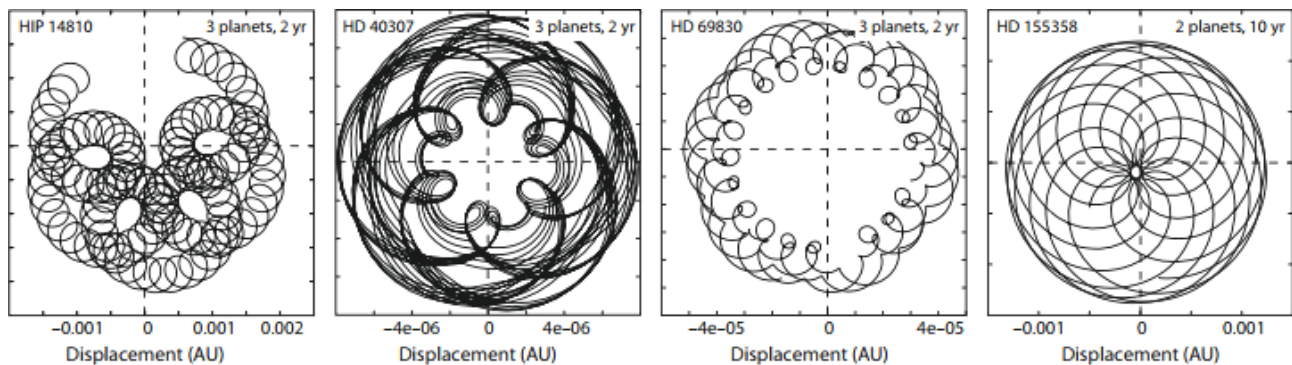 HIP 14810 3 planets, 2 yr
HD 40307 3 planets, 2 yr
HD 69830 3 planets, 2 yr
HD 155358 2 planets, 10 yr
−0.001 0 0.001 0.002
−4e-06 0 4e-06
−4e-05 0 4e-05
−0.001 0 0.001
Displacement (AU)
Displacement (AU)
Displacement (AU)
Displacement (AU)